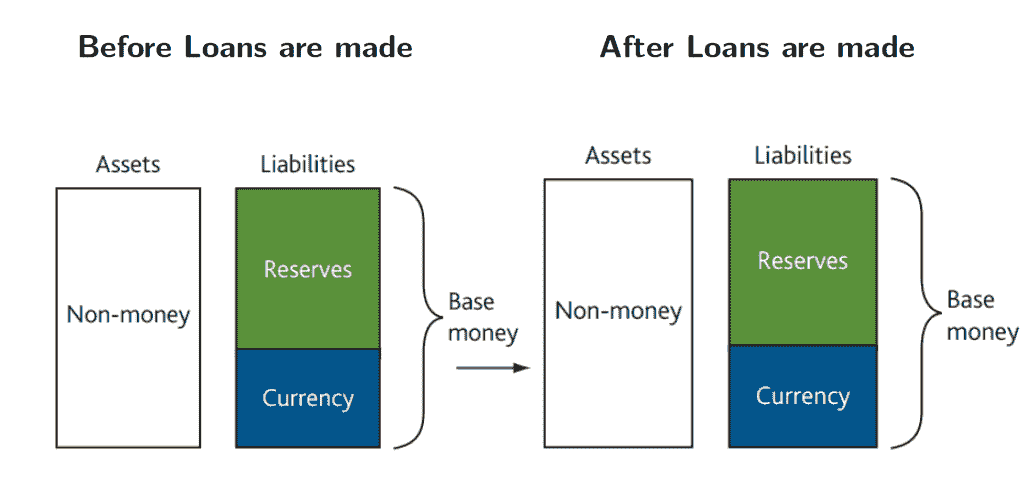 Before Loans are made
After Loans are made
Assets
Liabilities
Non-money
Reserves
Currency
Base
money
Assets
Liabilities
Non-money
Reserves
Currency
Base
money